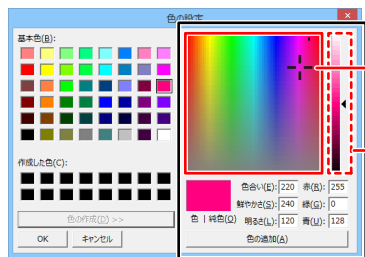 色の設定
基本色(B):
作成した色(C):
色の作成(D) >>
OK キャンセル
色合い(E): 220 赤(R): 255
鮮やかさ(S): 240 緑(G): 0
色 | 純色(O) 明るさ(L): 120 青(U): 128
色の追加(A)